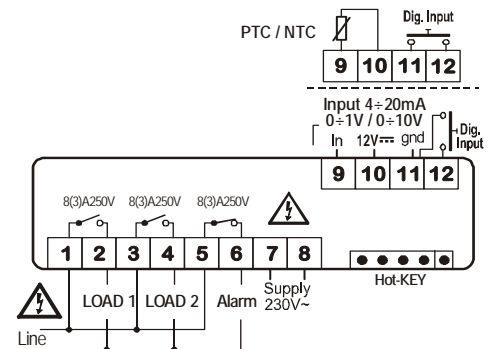 PTC / NTC
Dig. Input
9 10 11 12
Input 4÷20mA
0÷1V / 0÷10V
In 12V gnd
Dig.
Input
9 10 11 12
8(3)A250V 8(3)A250V 8(3)A250V
1 2 3 4 5 6 7 8
LOAD 1 LOAD 2 Alarm
Supply
230V~
Hot-KEY
Line